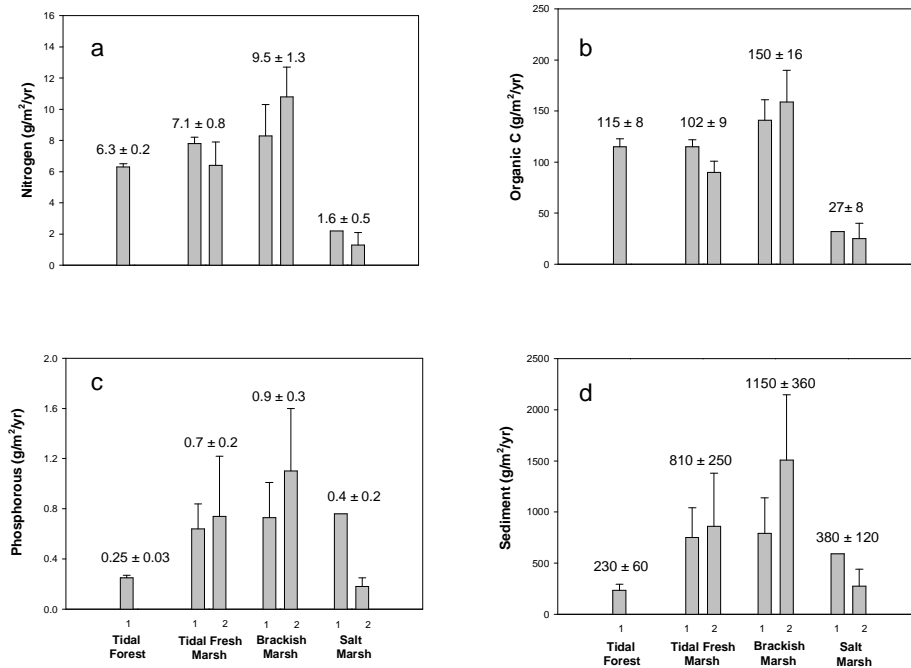 a
Nitrogen (g/m²/yr)
16
14
12
10
8
6
4
2
0
6.3 ± 0.2
7.1 ± 0.8
9.5 ± 1.3
1.6 ± 0.5
b
Organic C (g/m²/yr)
250
200
150
100
50
0
115 ± 8
102 ± 9
150 ± 16
27± 8
c
Phosphorous (g/m²/yr)
2.0
1.6
1.2
0.8
0.4
0.0
0.25 ± 0.03
0.7 ± 0.2
0.9 ± 0.3
0.4 ± 0.2
1 1 2 1 2 1 2
Tidal Tidal Fresh Brackish Salt
Forest Marsh Marsh Marsh
d
Sediment (g/m²/yr)
2500
2000
1500
1000
500
0
230 ± 60
810 ± 250
1150 ± 360
380 ± 120
1 1 2 1 2 1 2
Tidal Tidal Fresh Brackish Salt
Forest Marsh Marsh Marsh